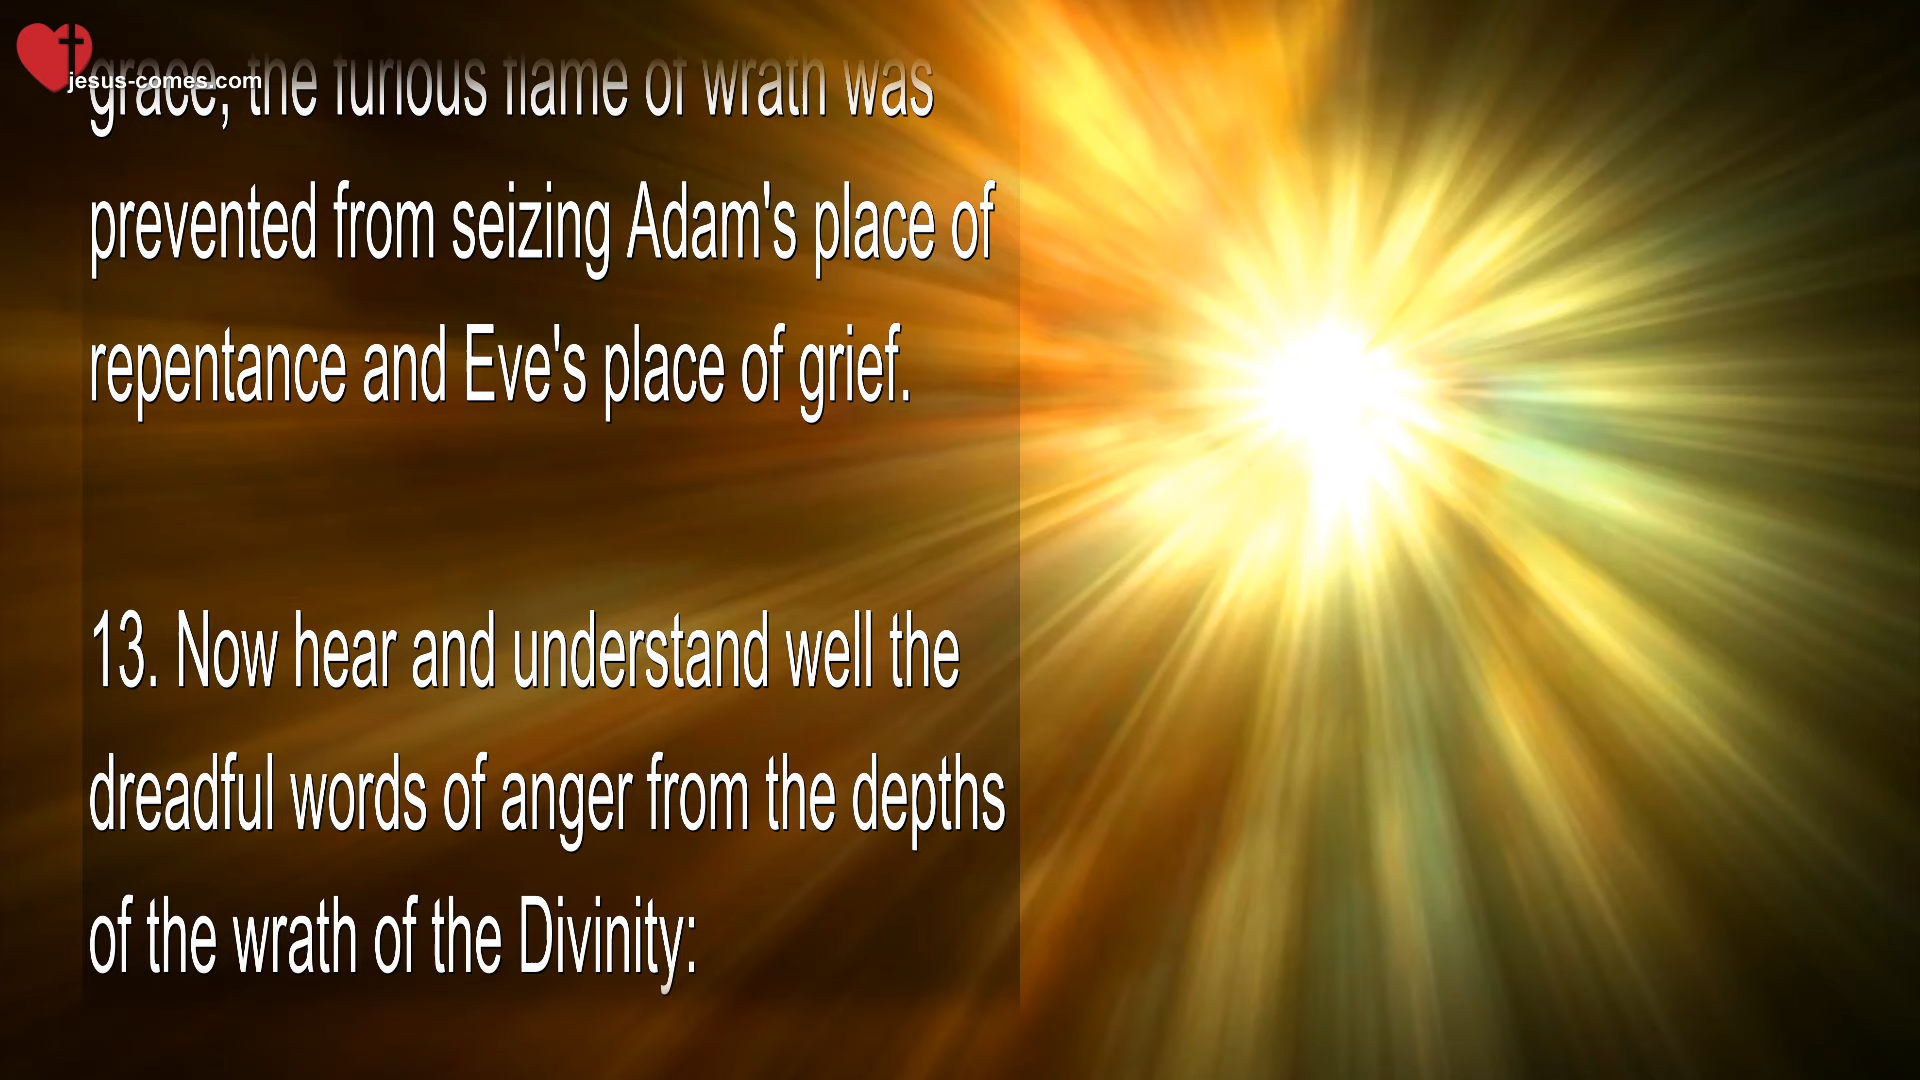 jesus-comes.com
grace, the furious flame of wrath was
prevented from seizing Adam's place of
repentance and Eve's place of grief.
13. Now hear and understand well the
dreadful words of anger from the depths
of the wrath of the Divinity: